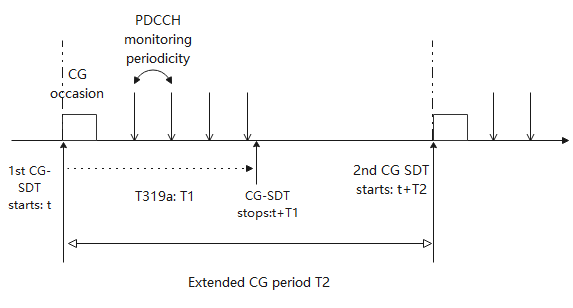 PDCCH
monitoring
periodicity
CG
occasion
1st CG-
SDT
starts: t
T319a: T1
CG-SDT
stops:t+T1
2nd CG SDT
starts: t+T2
Extended CG period T2